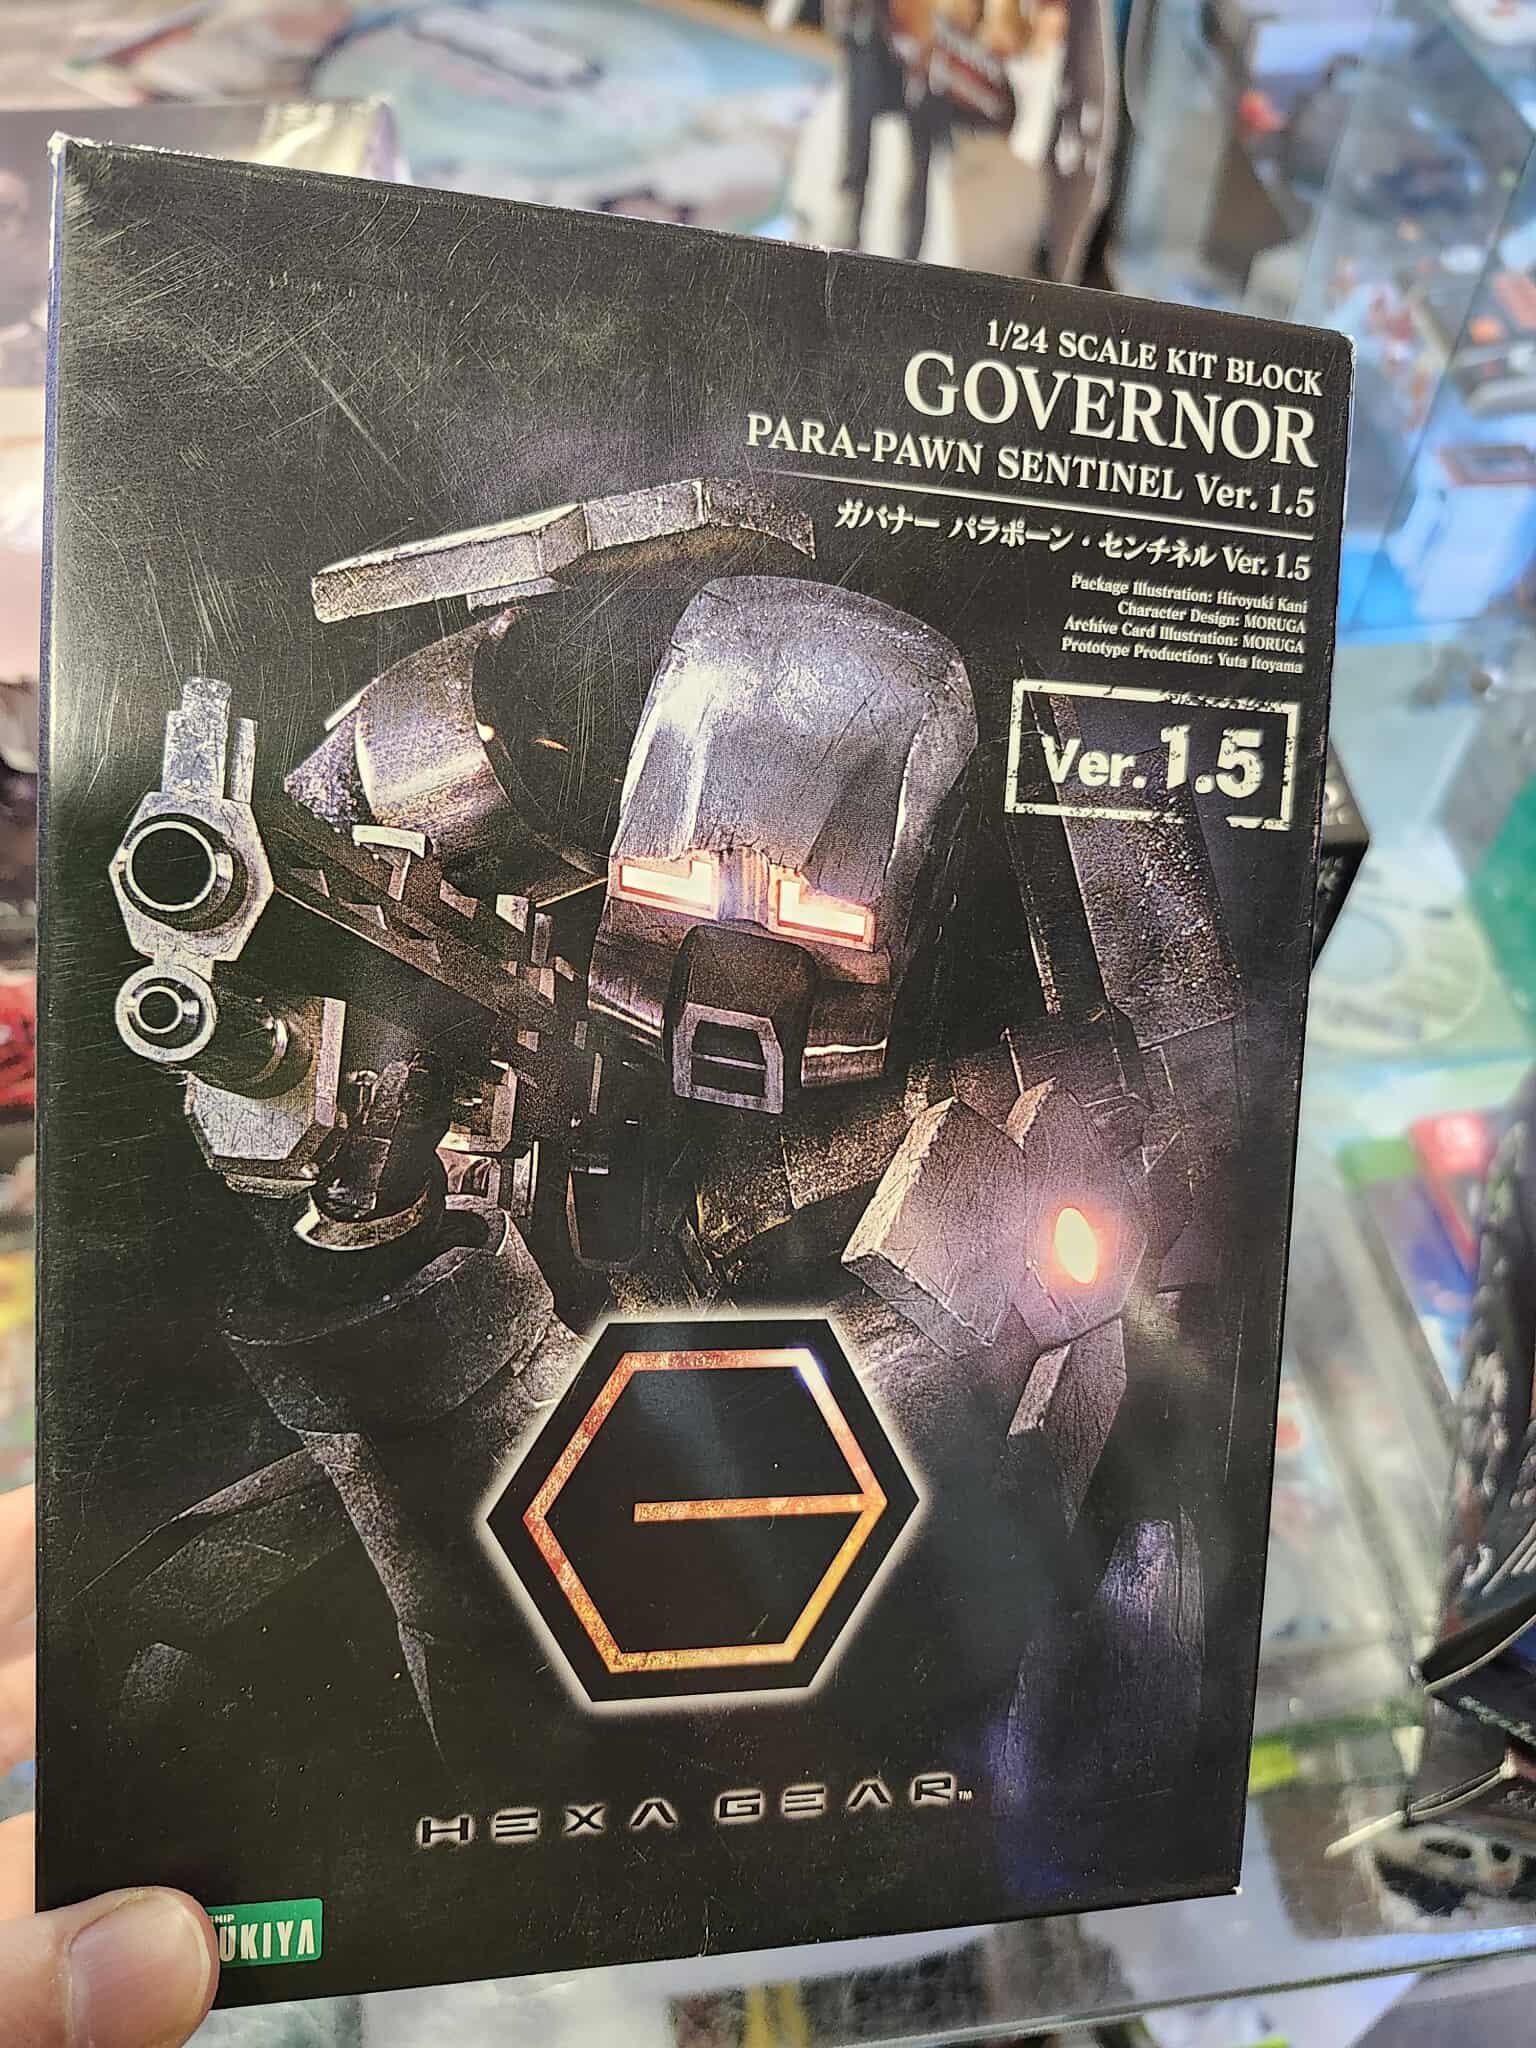 1/24 SCALE KIT BLOCK
GOVERNOR
PARA-PAWN SENTINEL Ver. 1.5
ガバナー パラポーン・センチネル Ver. 1.5
Package Illustration: Hiroyuki Kani
Character Design: MORUGA
Archive Card Illustration: MORUGA
Prototype Production: Yuta Itoyama
Ver. 1.5
HEXA GEAR™